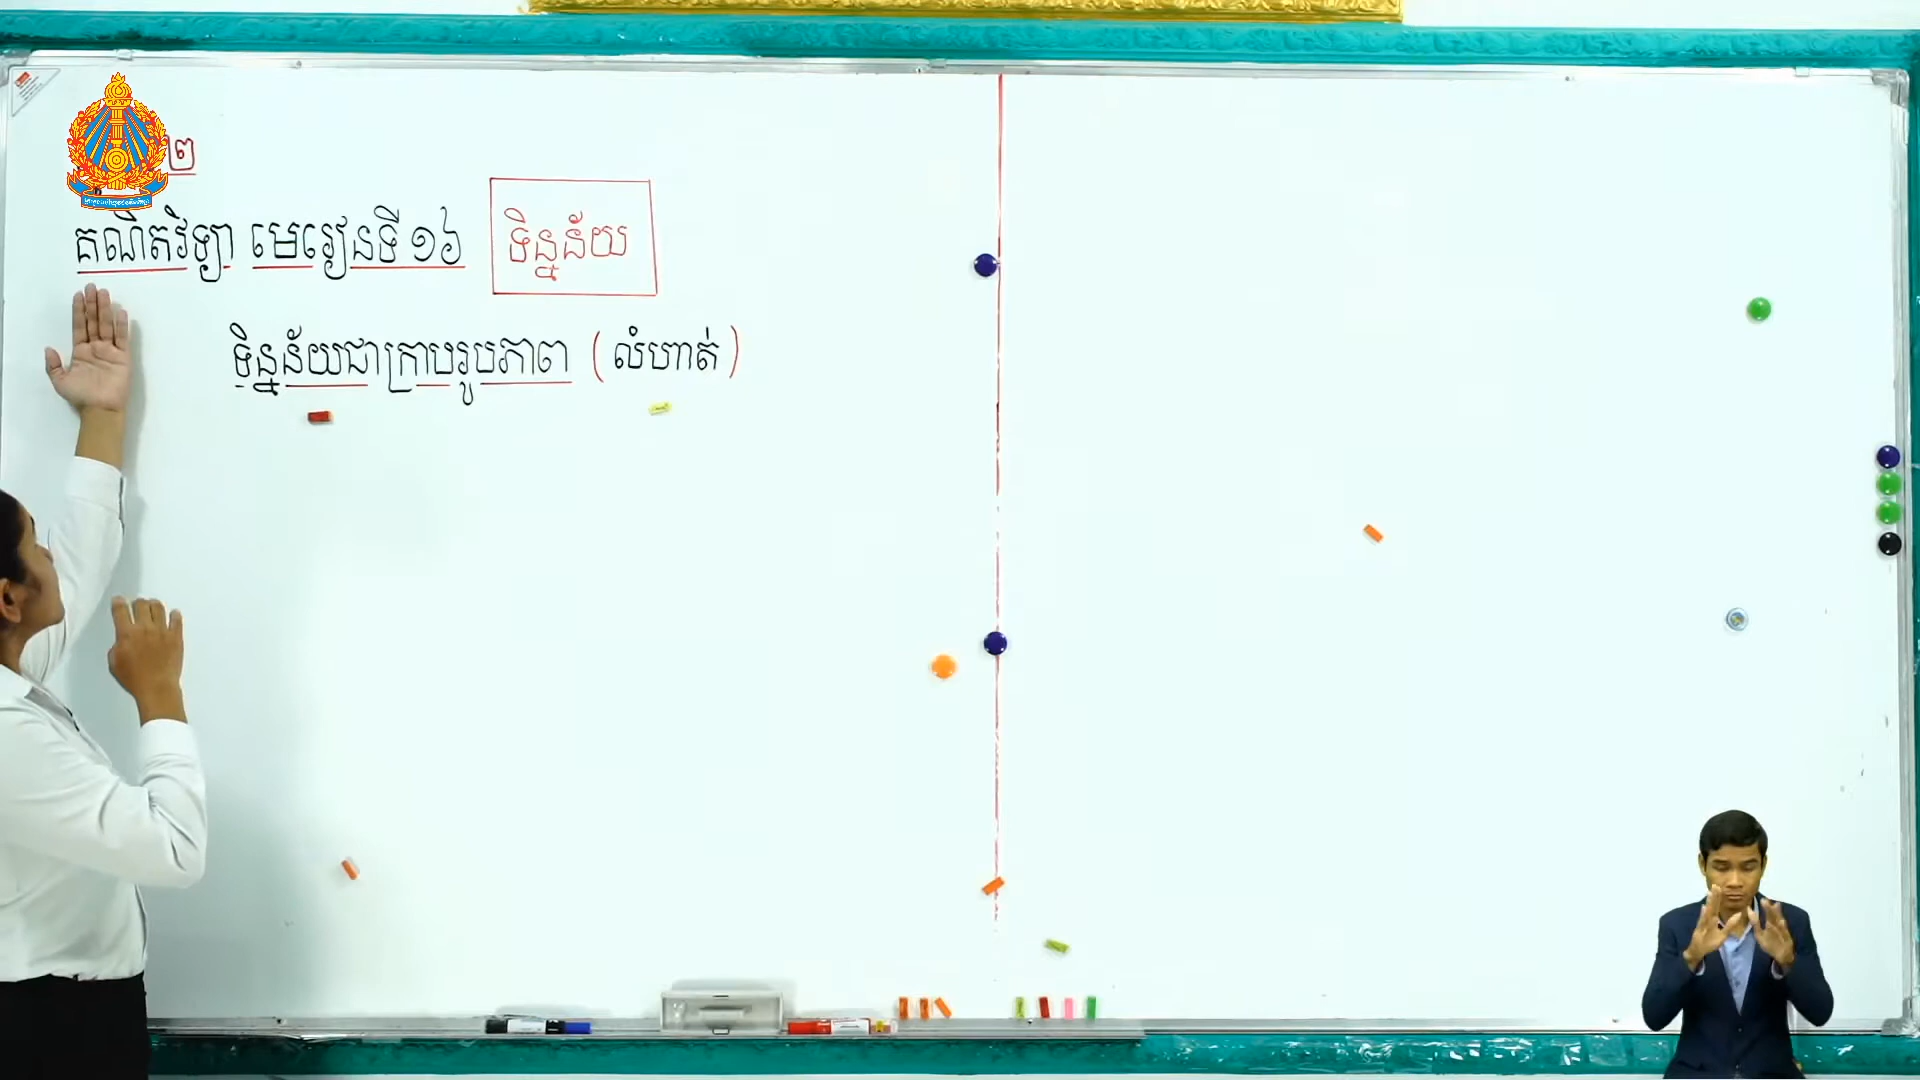 ២
គណិតវិទ្យា មេរៀនទី ១៦ ទិន្នន័យ
ទិន្នន័យជាក្រាបរូបភាព (លំហាត់)